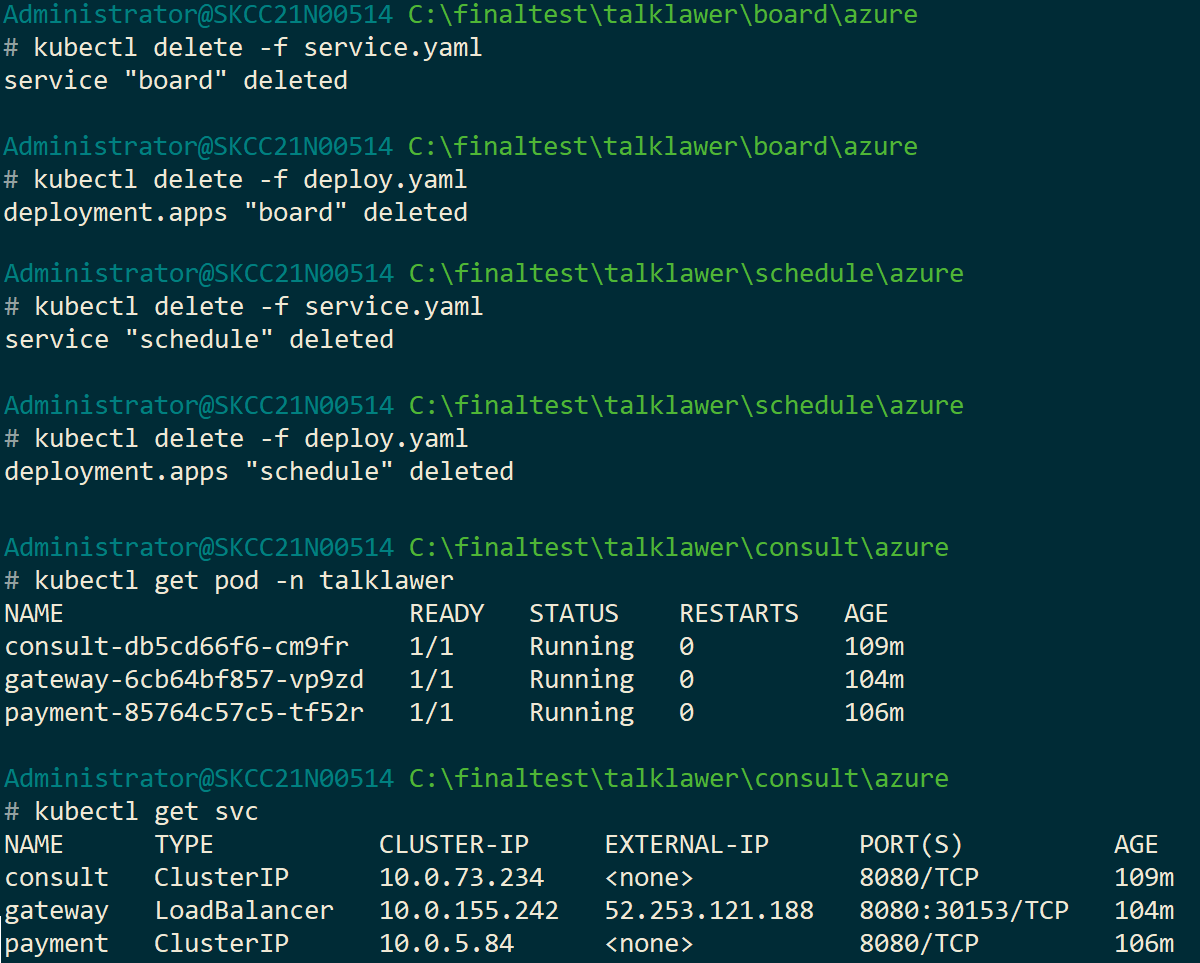 Administrator@SKCC21N00514 C:\finaltest\talklawer\board\azure
# kubectl delete -f service.yaml
service "board" deleted
Administrator@SKCC21N00514 C:\finaltest\talklawer\board\azure
# kubectl delete -f deploy.yaml
deployment.apps "board" deleted
Administrator@SKCC21N00514 C:\finaltest\talklawer\schedule\azure
# kubectl delete -f service.yaml
service "schedule" deleted
Administrator@SKCC21N00514 C:\finaltest\talklawer\schedule\azure
# kubectl delete -f deploy.yaml
deployment.apps "schedule" deleted
Administrator@SKCC21N00514 C:\finaltest\talklawer\consult\azure
# kubectl get pod -n talklawer
NAME READY STATUS RESTARTS AGE
consult-db5cd66f6-cm9fr 1/1 Running 0 109m
gateway-6cb64bf857-vp9zd 1/1 Running 0 104m
payment-85764c57c5-tf52r 1/1 Running 0 106m
Administrator@SKCC21N00514 C:\finaltest\talklawer\consult\azure
# kubectl get svc
NAME TYPE CLUSTER-IP EXTERNAL-IP PORT(S) AGE
consult ClusterIP 10.0.73.234 <none> 8080/TCP 109m
gateway LoadBalancer 10.0.155.242 52.253.121.188 8080:30153/TCP 104m
payment ClusterIP 10.0.5.84 <none> 8080/TCP 106m